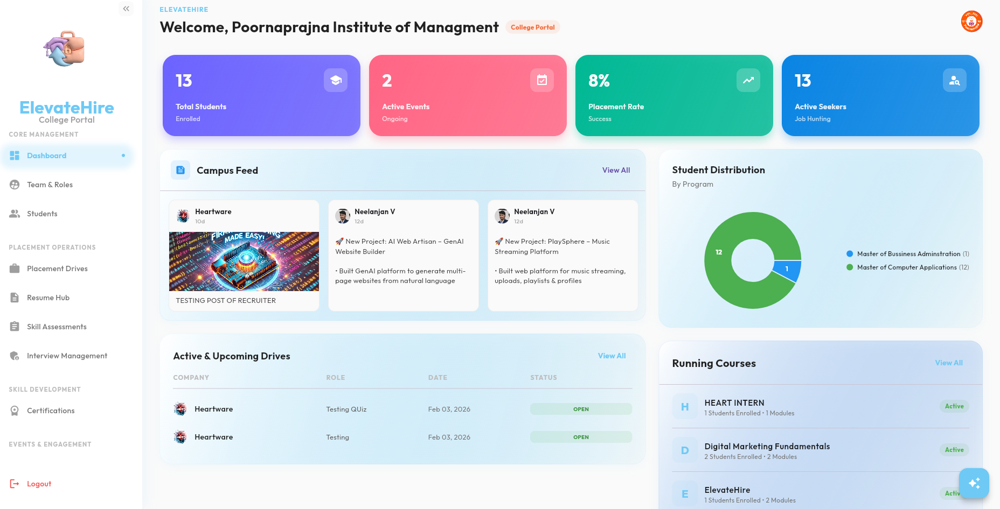 ElevateHire
College Portal
CORE MANAGEMENT
Dashboard
Team & Roles
Students
PLACEMENT OPERATIONS
Placement Drives
Resume Hub
Skill Assessments
Interview Management
SKILL DEVELOPMENT
Certifications
EVENTS & ENGAGEMENT
Logout
ELEVATEHIRE
Welcome, Poornaprajna Institute of Managment
College Portal
13
Total Students
Enrolled
2
Active Events
Ongoing
8%
Placement Rate
Success
13
Active Seekers
Job Hunting
Campus Feed
View All
Heartware
10d
MADE EASY!
TESTING POST OF RECRUITER
Neelanjan V
12d
🚀 New Project: AI Web Artisan – GenAI
Website Builder
• Built GenAI platform to generate multi-
page websites from natural language
Neelanjan V
12d
🚀 New Project: PlaySphere – Music
Streaming Platform
• Built web platform for music streaming,
uploads, playlists & profiles
Student Distribution
By Program
12
1
Master of Bussiness Adminstration (1)
Master of Computer Applications (12)
Active & Upcoming Drives
View All
COMPANY ROLE DATE STATUS
Heartware Testing QUiz Feb 03, 2026 OPEN
Heartware Testing Feb 03, 2026 OPEN
Running Courses
View All
H
HEART INTERN
1 Students Enrolled • 1 Modules
Active
D
Digital Marketing Fundamentals
2 Students Enrolled • 2 Modules
Active
E
ElevateHire
1 Students Enrolled • 2 Modules